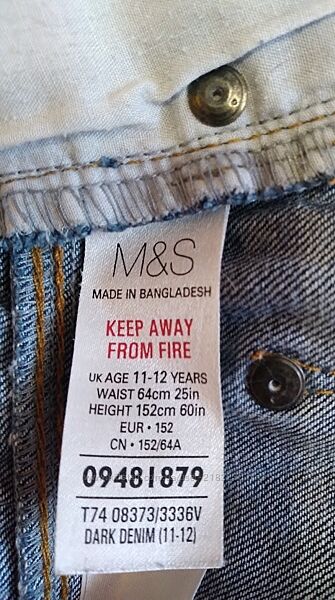 M&S
MADE IN BANGLADESH
KEEP AWAY
FROM FIRE
UK AGE 11-12 YEARS
WAIST 64cm 25in
HEIGHT 152cm 60in
EUR • 152
CN • 152/64A
09481879
T74 08373/3336V
DARK DENIM (11-12)